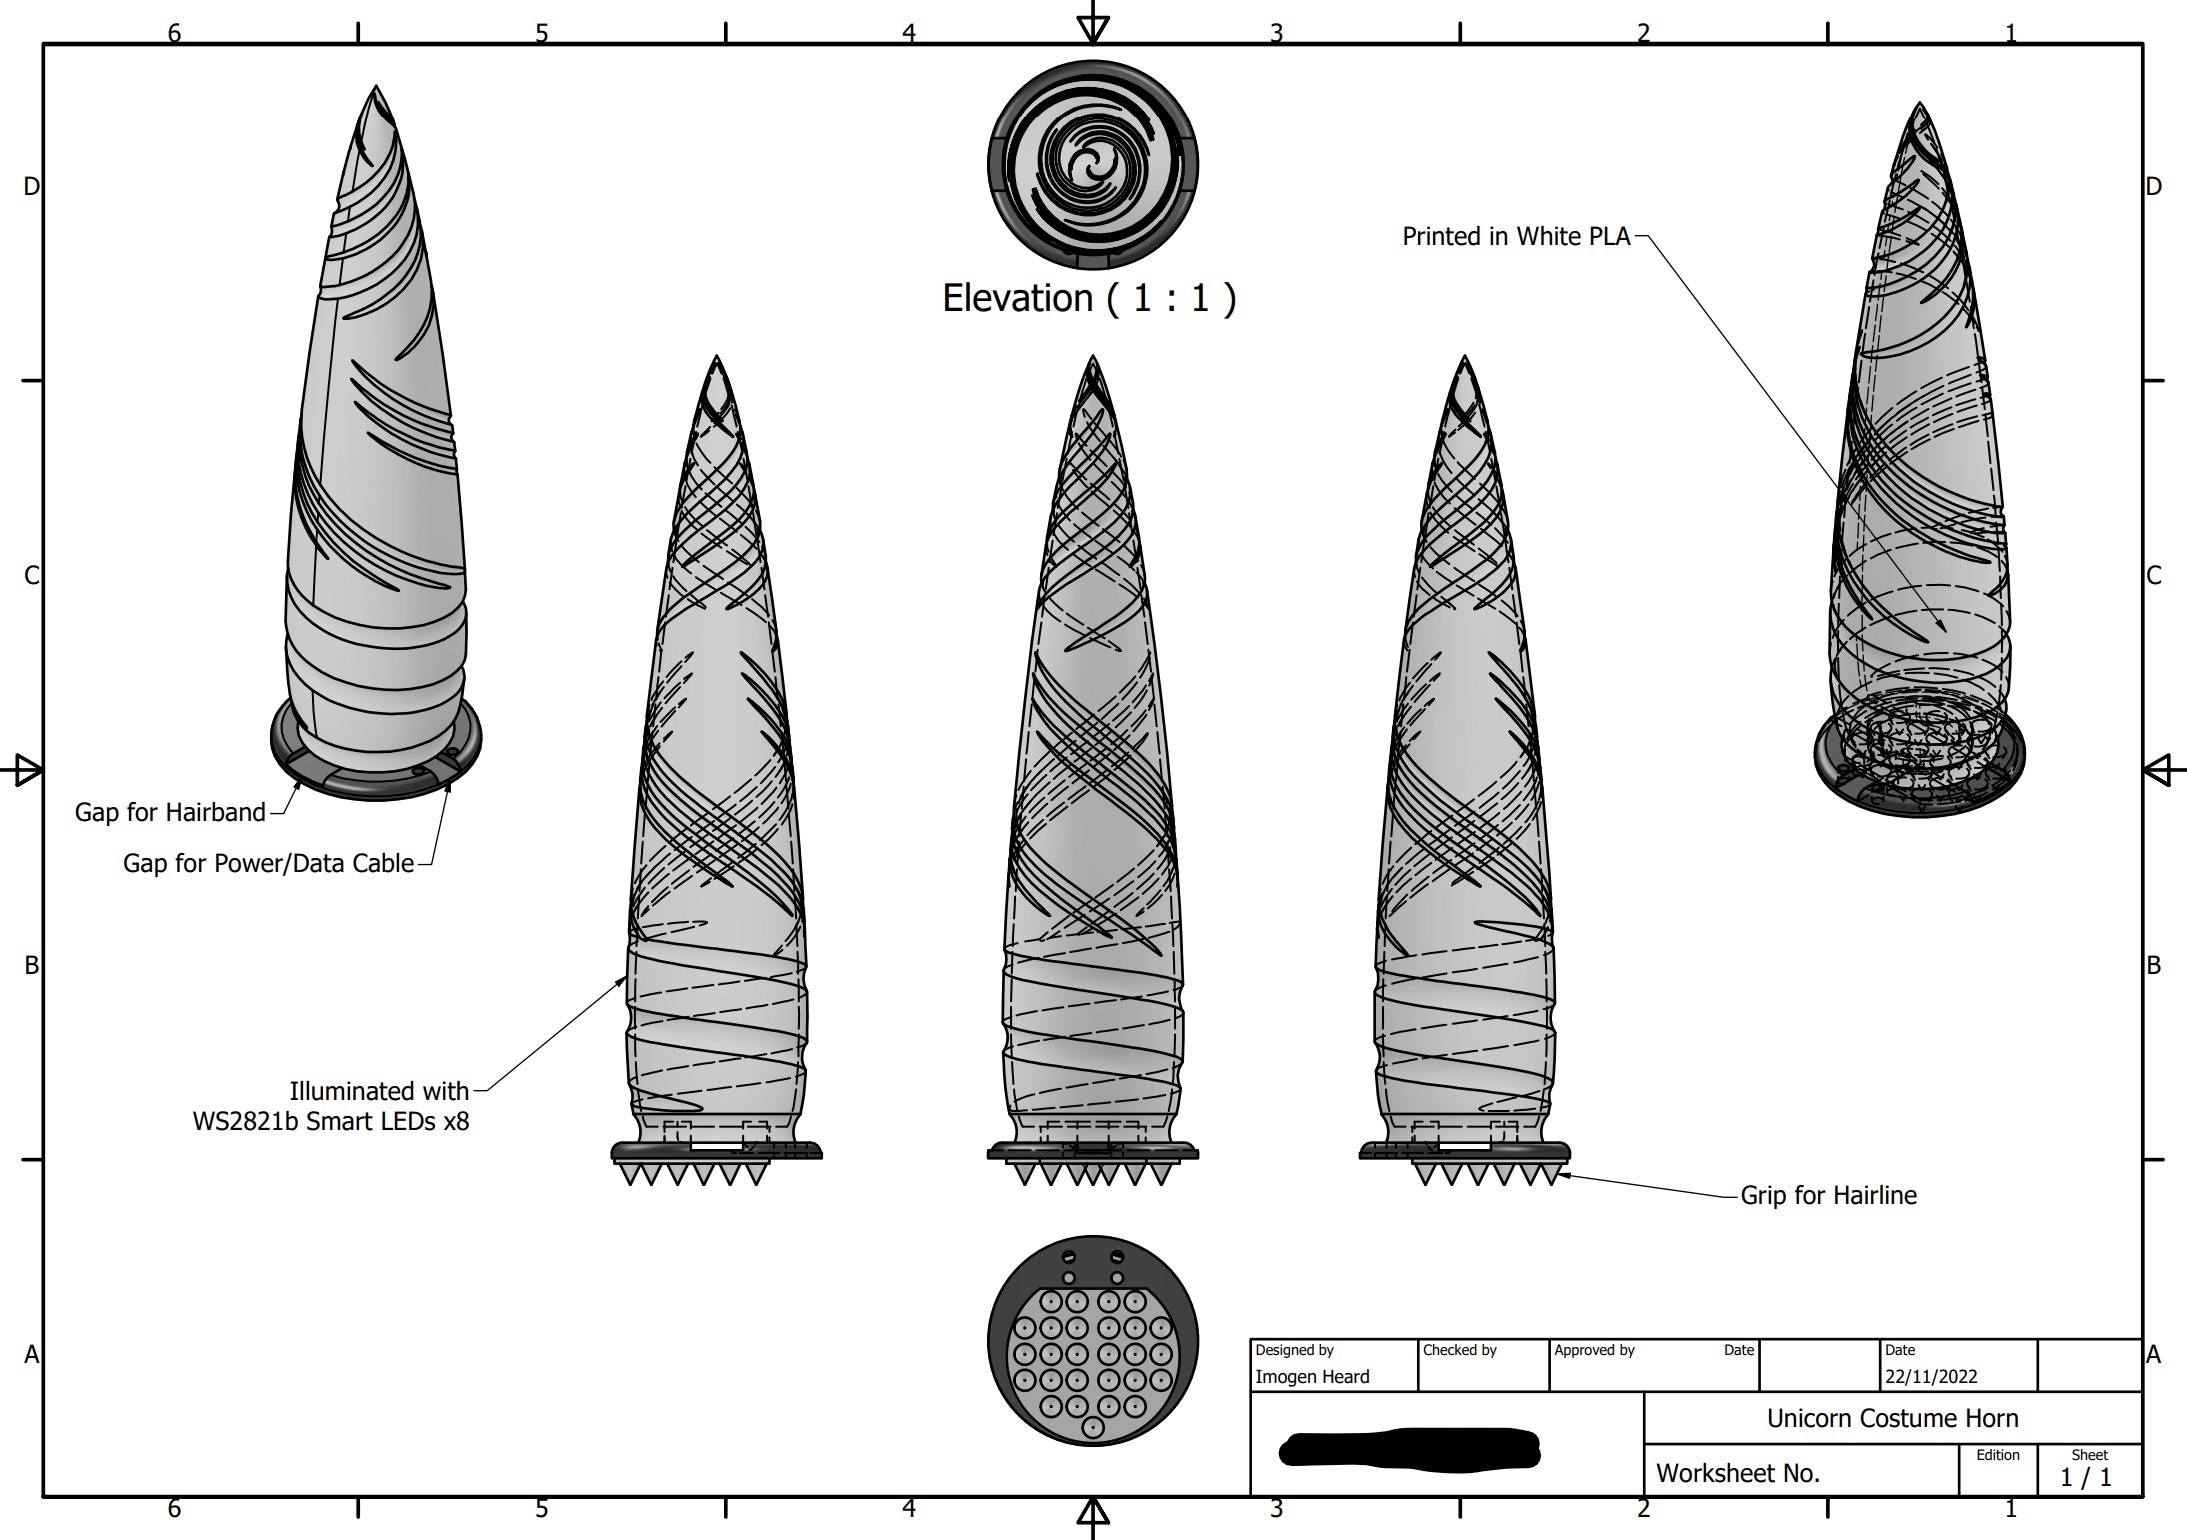 6 5 4 3 2 1
D D
Elevation ( 1 : 1 )
Printed in White PLA
C C
Gap for Hairband
Gap for Power/Data Cable
B B
Illuminated with
WS2821b Smart LEDs x8
Grip for Hairline
A A
Designed by Checked by Approved by Date Date
Imogen Heard 22/11/2022
Unicorn Costume Horn
Worksheet No. Edition Sheet
1 / 1
6 5 4 3 2 1